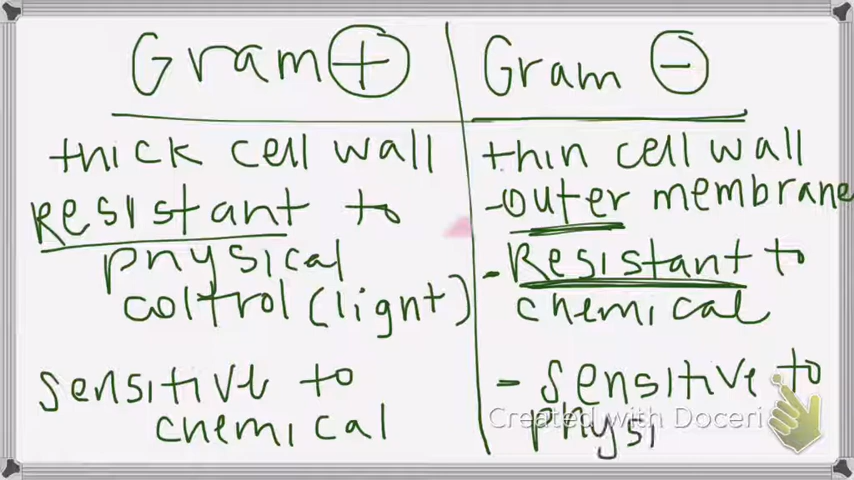 Gram +
thick cell wall
Resistant to
physical
coltrol (light)
sensitive to
chemical
Gram -
thin cell wall
-outer membrane
- Resistant to
chemical
- sensitive to
physi
Created with Doceri